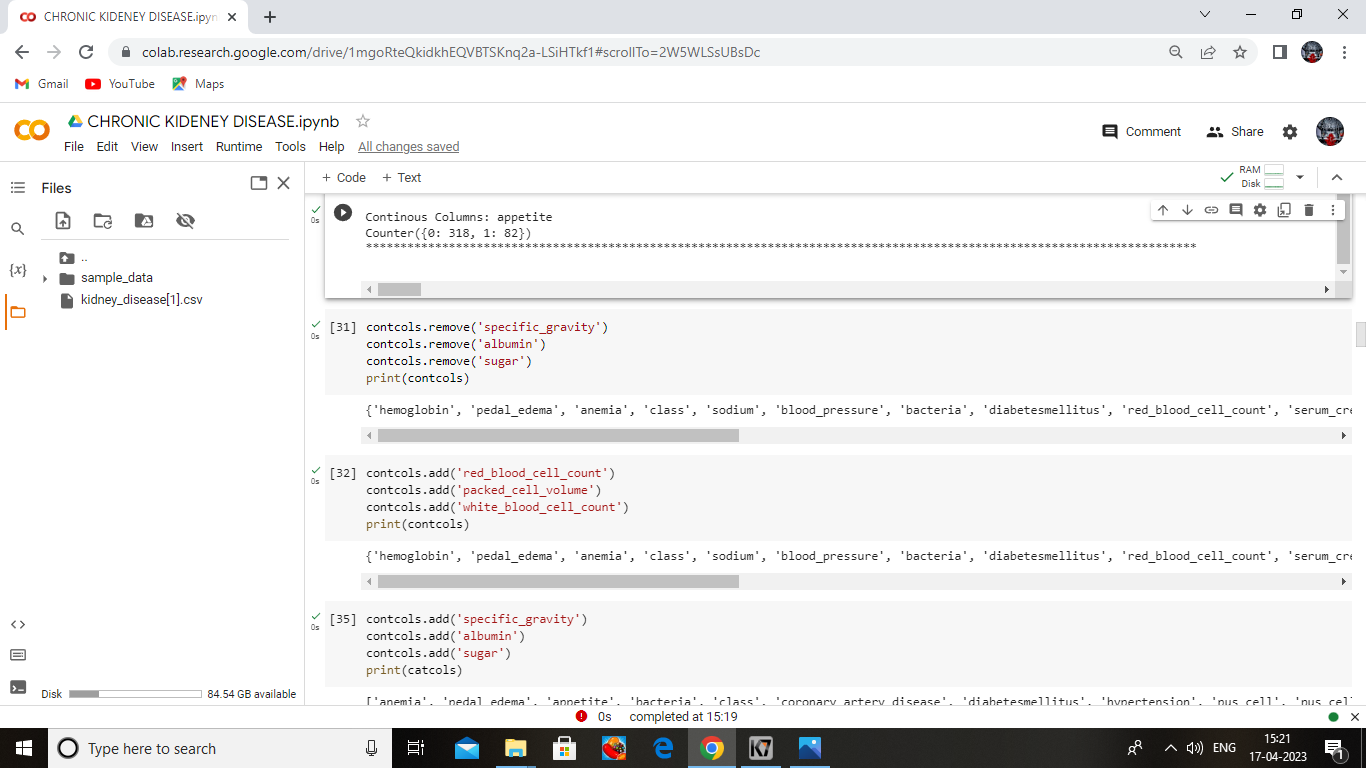 CHRONIC KIDENEY DISEASE.ipyn
colab.research.google.com/drive/1mgoRteQkidkhEQVBTSKnq2a-LSiHTkf1#scrollTo=2W5WLSsUBsDc
Gmail YouTube Maps
CHRONIC KIDENEY DISEASE.ipynb
Comment Share
File Edit View Insert Runtime Tools Help All changes saved
Files
+ Code + Text
RAM
Disk
..
sample_data
kidney_disease[1].csv
{x}
0s
Continous Columns: appetite
Counter({0: 318, 1: 82})
************************************************************************************************************************
0s
[31] contcols.remove('specific_gravity')
contcols.remove('albumin')
contcols.remove('sugar')
print(contcols)
{'hemoglobin', 'pedal_edema', 'anemia', 'class', 'sodium', 'blood_pressure', 'bacteria', 'diabetesmellitus', 'red_blood_cell_count', 'serum_cre
0s
[32] contcols.add('red_blood_cell_count')
contcols.add('packed_cell_volume')
contcols.add('white_blood_cell_count')
print(contcols)
{'hemoglobin', 'pedal_edema', 'anemia', 'class', 'sodium', 'blood_pressure', 'bacteria', 'diabetesmellitus', 'red_blood_cell_count', 'serum_cre
0s
[35] contcols.add('specific_gravity')
contcols.add('albumin')
contcols.add('sugar')
print(catcols)
['anemia', 'pedal_edema', 'appetite', 'bacteria', 'class', 'coronary_artery_disease', 'diabetesmellitus', 'hypertension', 'pus_cell', 'pus_cell
Disk 84.54 GB available
0s completed at 15:19
Type here to search
K7
ENG
15:21
17-04-2023
1